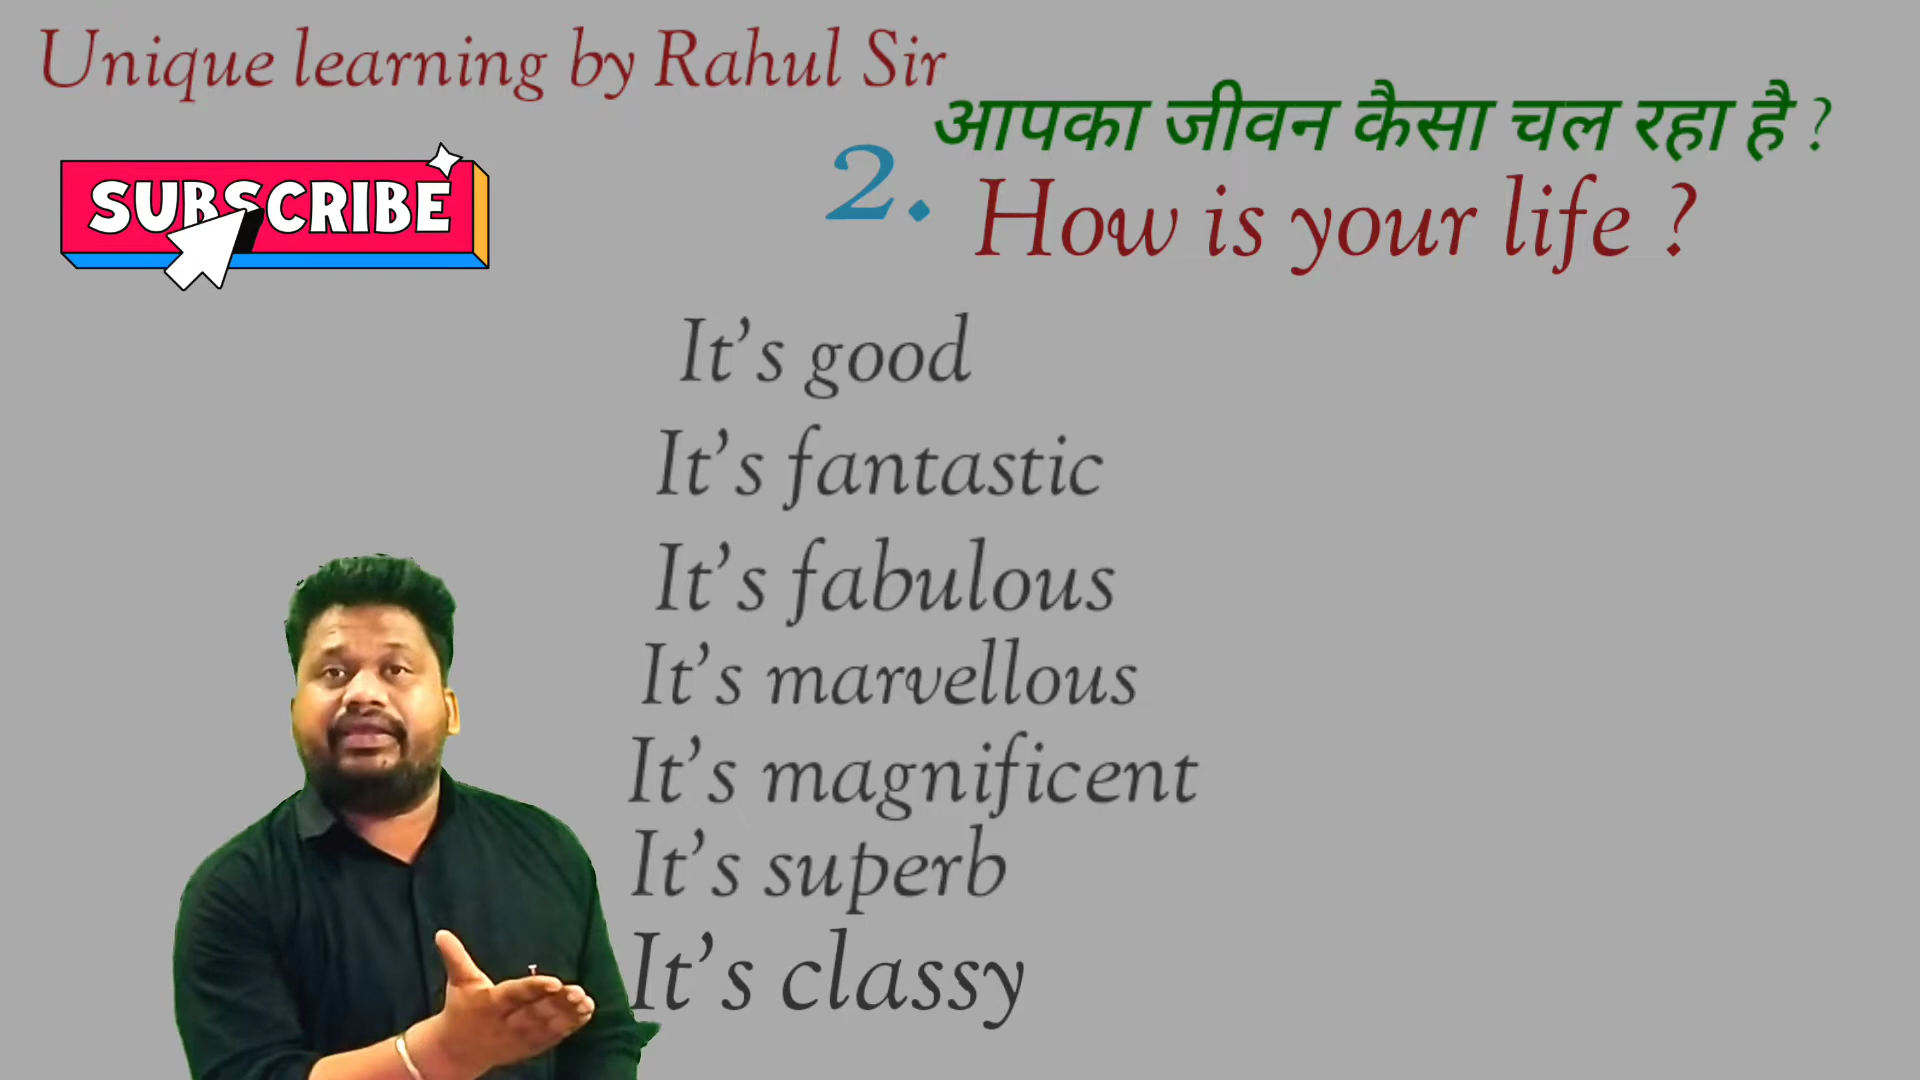 Unique learning by Rahul Sir
SUBSCRIBE
आपका जीवन कैसा चल रहा है ?
2. How is your life ?
It's good
It's fantastic
It's fabulous
It's marvellous
It's magnificent
It's superb
It's classy